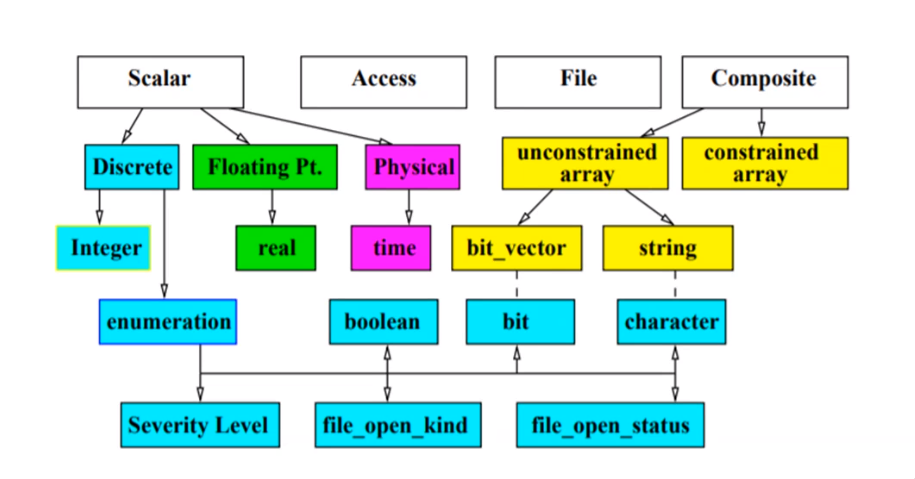 Scalar
Access
File
Composite
Discrete
Floating Pt.
Physical
unconstrained
array
constrained
array
Integer
real
time
bit_vector
string
enumeration
boolean
bit
character
Severity Level
file_open_kind
file_open_status